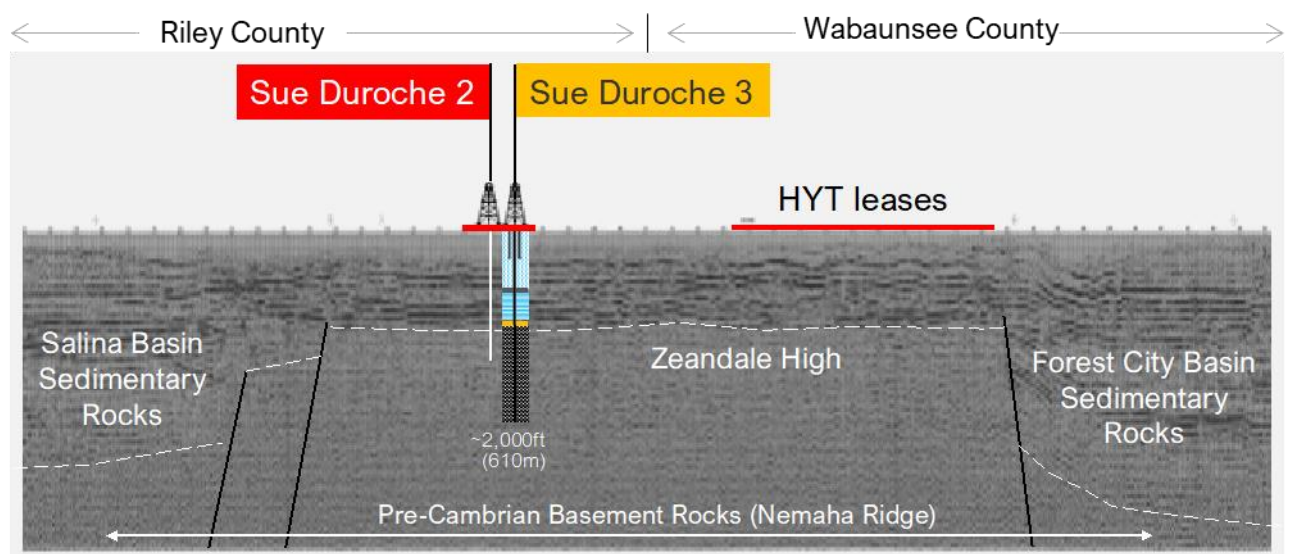 Riley County
Wabaunsee County
Sue Duroche 2
Sue Duroche 3
HYT leases
Salina Basin
Sedimentary
Rocks
Zeandale High
Forest City Basin
Sedimentary
Rocks
~2,000ft
(610m)
Pre-Cambrian Basement Rocks (Nemaha Ridge)